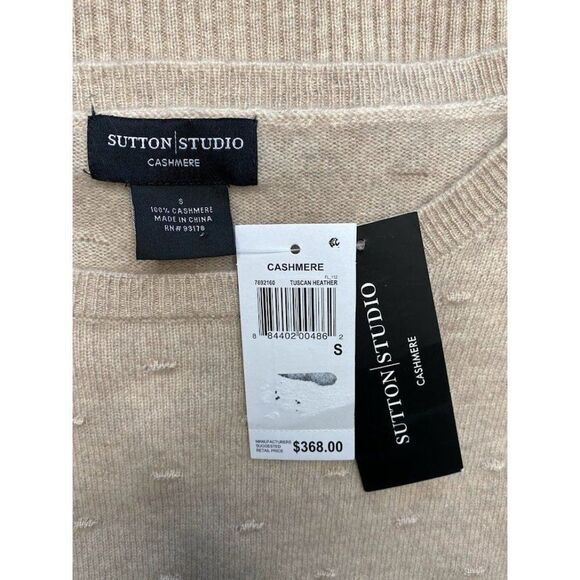 SUTTON|STUDIO
CASHMERE
S
100% CASHMERE
MADE IN CHINA
RN# 93178
CASHMERE
FL_112
7692160 TUSCAN HEATHER
8 84402 00486 2
S
MANUFACTURERS
SUGGESTED
RETAIL PRICE
$368.00
SUTTON|STUDIO
CASHMERE